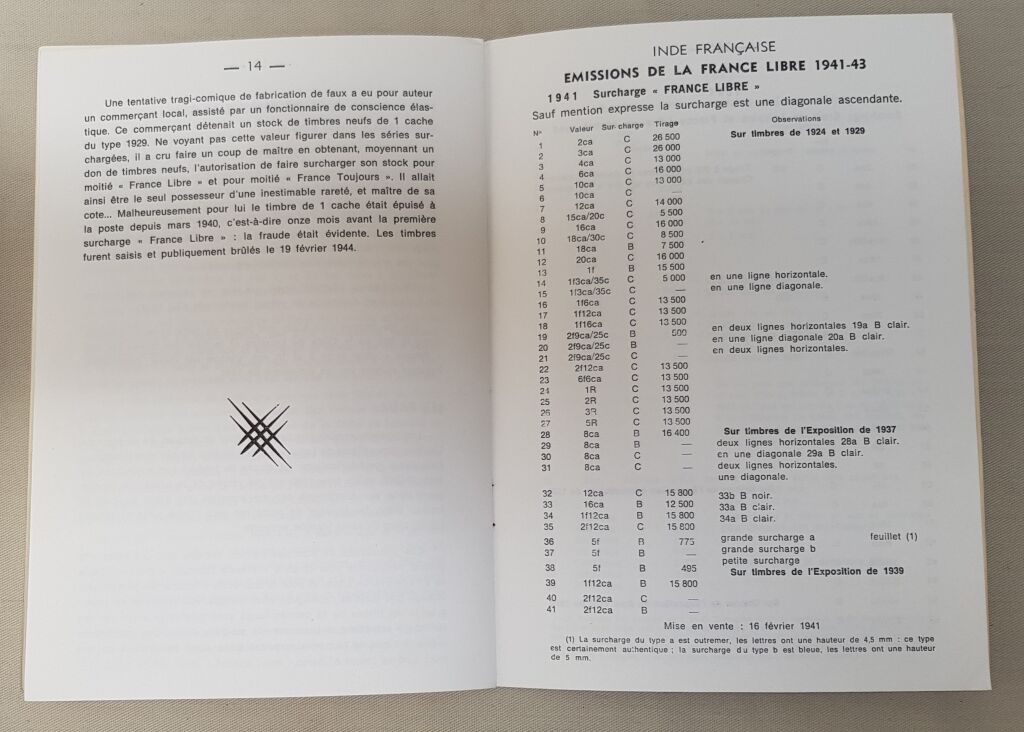 — 14 —
Une tentative tragi-comique de fabrication de faux a eu pour auteur
un commerçant local, assisté par un fonctionnaire de conscience élas-
tique. Ce commerçant détenait un stock de timbres neufs de 1 cache
du type 1929. Ne voyant pas cette valeur figurer dans les séries sur-
chargées, il a cru faire un coup de maître en obtenant, moyennant un
don de timbres neufs, l'autorisation de faire surcharger son stock pour
moitié « France Libre » et pour moitié « France Toujours ». Il allait
ainsi être le seul possesseur d'une inestimable rareté, et maître de sa
cote... Malheureusement pour lui le timbre de 1 cache était épuisé à
la poste depuis mars 1940, c'est-à-dire onze mois avant la première
surcharge « France Libre » : la fraude était évidente. Les timbres
furent saisis et publiquement brûlés le 19 février 1944.
INDE FRANÇAISE
EMISSIONS DE LA FRANCE LIBRE 1941-43
1941 Surcharge « FRANCE LIBRE »
Sauf mention expresse la surcharge est une diagonale ascendante.
N° Valeur Surcharge Tirage Observations
1 2ca C 26 500 Sur timbres de 1924 et 1929
2 3ca C 26 000
3 4ca C 13 000
4 6ca C 16 000
5 10ca C 13 000
6 10ca C —
7 12ca C 14 000
8 15ca/20c C 5 500
9 16ca C 16 000
10 18ca/30c C 8 500
11 18ca B 7 500
12 20ca C 16 000
13 1f B 15 500
14 1f3ca/35c C 5 000 en une ligne horizontale.
15 1f3ca/35c C — en une ligne diagonale.
16 1f6ca C 13 500
17 1f12ca C 13 500
18 1f16ca C 13 500
19 2f9ca/25c B 500 en deux lignes horizontales 19a B clair.
20 2f9ca/25c B — en une ligne diagonale 20a B clair.
21 2f9ca/25c C — en deux lignes horizontales.
22 2f12ca C 13 500
23 6f6ca C 13 500
24 1R C 13 500
25 2R C 13 500
26 3R C 13 500
27 5R C 13 500
Sur timbres de l'Exposition de 1937
28 8ca B 16 400 deux lignes horizontales 28a B clair.
29 8ca B — en une diagonale 29a B clair.
30 8ca C — deux lignes horizontales.
31 8ca C — une diagonale.
32 12ca C 15 800
33 16ca B 12 500 33b B noir.
33a B clair.
34 1f12ca B 15 800 34a B clair.
35 2f12ca C 15 800
36 5f B 775 grande surcharge a feuillet (1)
37 5f B — grande surcharge b
38 5f B 495 petite surcharge
Sur timbres de l'Exposition de 1939
39 1f12ca B 15 800
40 2f12ca C —
41 2f12ca B —
Mise en vente : 16 février 1941
(1) La surcharge du type a est outremer, les lettres ont une hauteur de 4,5 mm : ce type
est certainement authentique ; la surcharge du type b est bleue, les lettres ont une hauteur
de 5 mm.